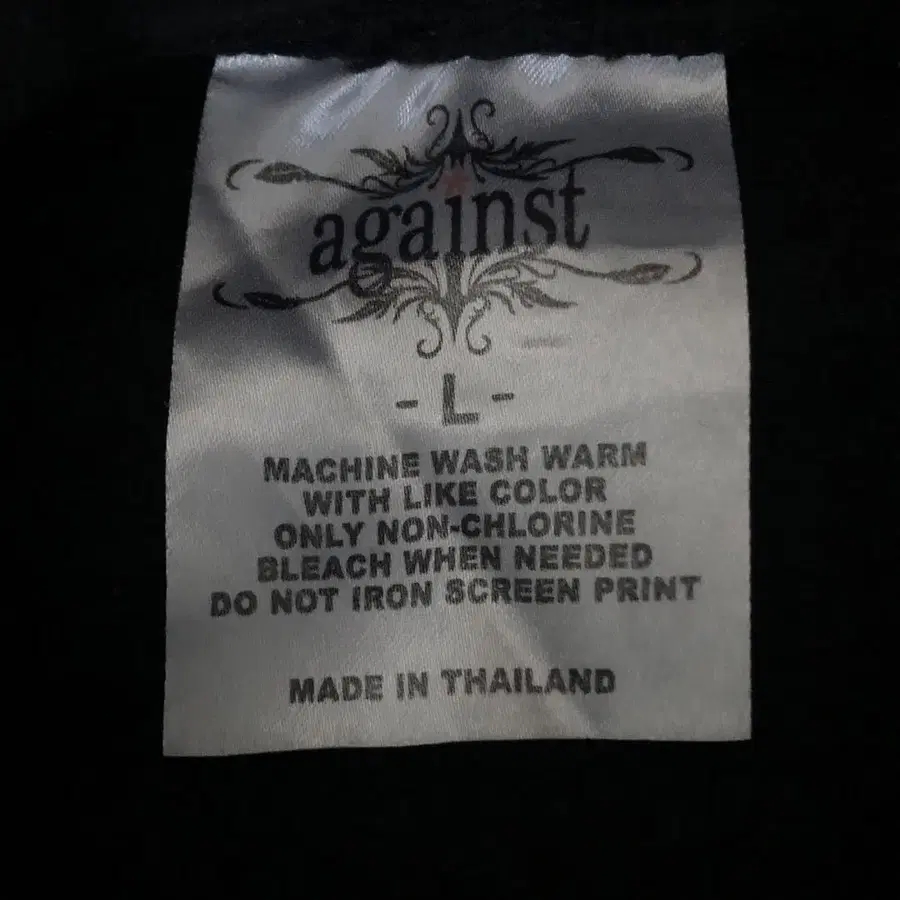 against
- L -
MACHINE WASH WARM
WITH LIKE COLOR
ONLY NON-CHLORINE
BLEACH WHEN NEEDED
DO NOT IRON SCREEN PRINT
MADE IN THAILAND